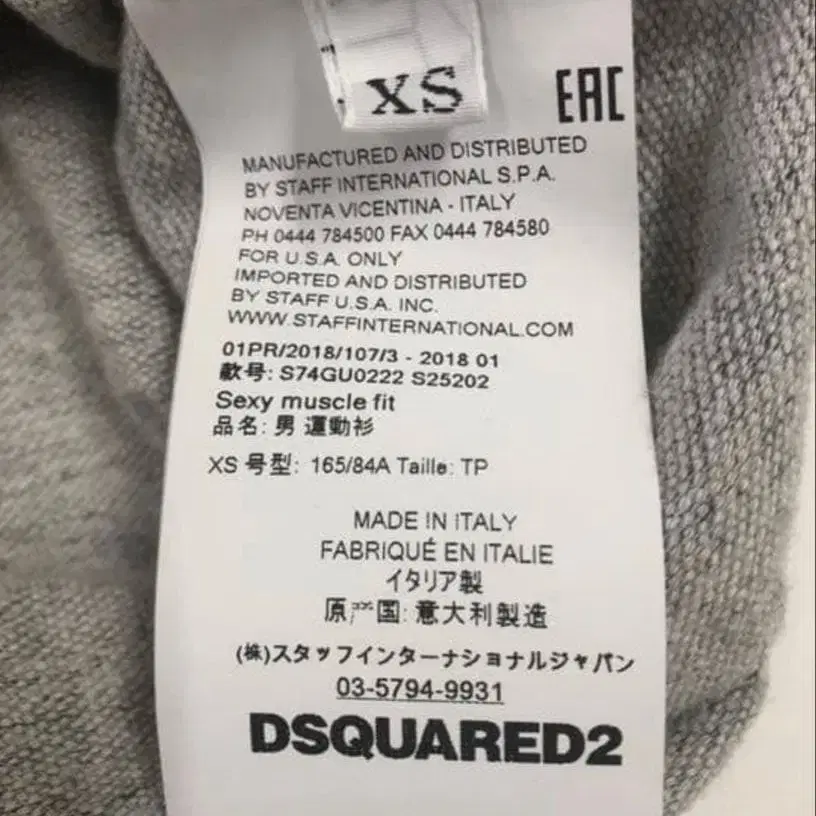 XS
EAC
MANUFACTURED AND DISTRIBUTED
BY STAFF INTERNATIONAL S.P.A.
NOVENTA VICENTINA - ITALY
PH 0444 784500 FAX 0444 784580
FOR U.S.A. ONLY
IMPORTED AND DISTRIBUTED
BY STAFF U.S.A. INC.
WWW.STAFFINTERNATIONAL.COM
01PR/2018/107/3 - 2018 01
款号: S74GU0222 S25202
Sexy muscle fit
品名: 男 運動衫
XS 号型: 165/84A Taille: TP
MADE IN ITALY
FABRIQUÉ EN ITALIE
イタリア製
原产国: 意大利製造
(株)スタッフインターナショナルジャパン
03-5794-9931
DSQUARED2